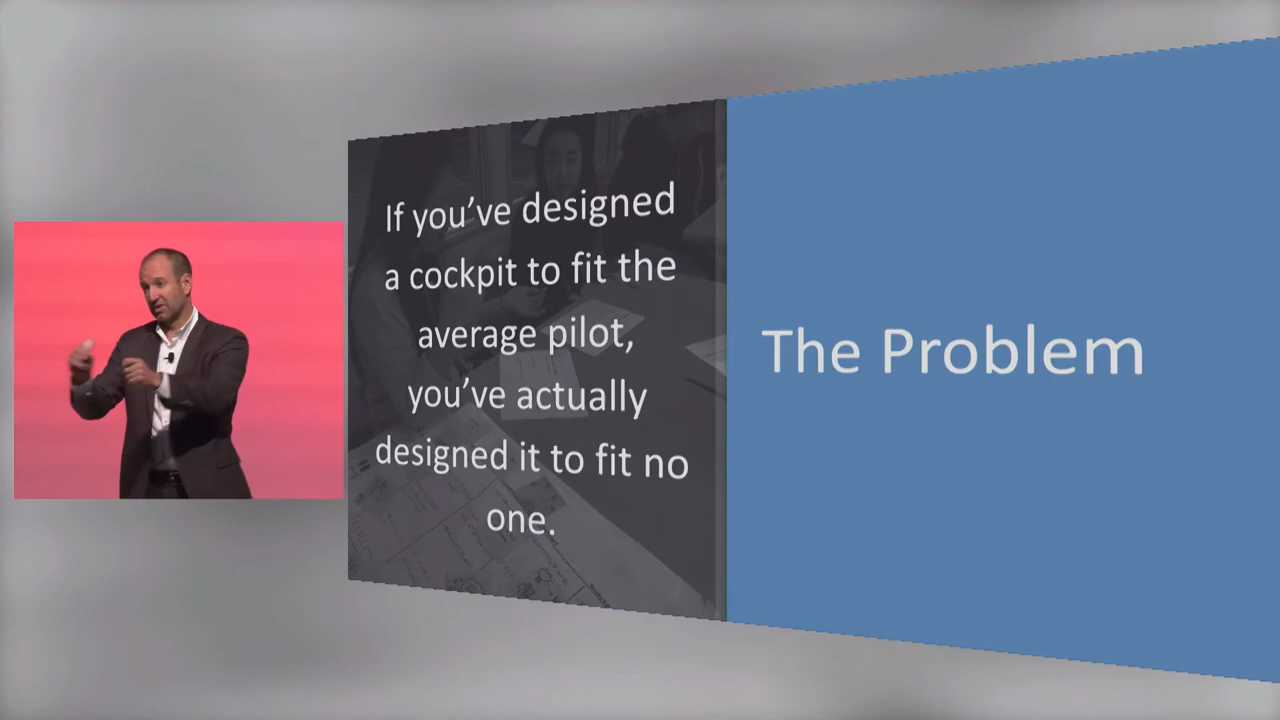 If you’ve designed
a cockpit to fit the
average pilot,
you’ve actually
designed it to fit no
one.
The Problem